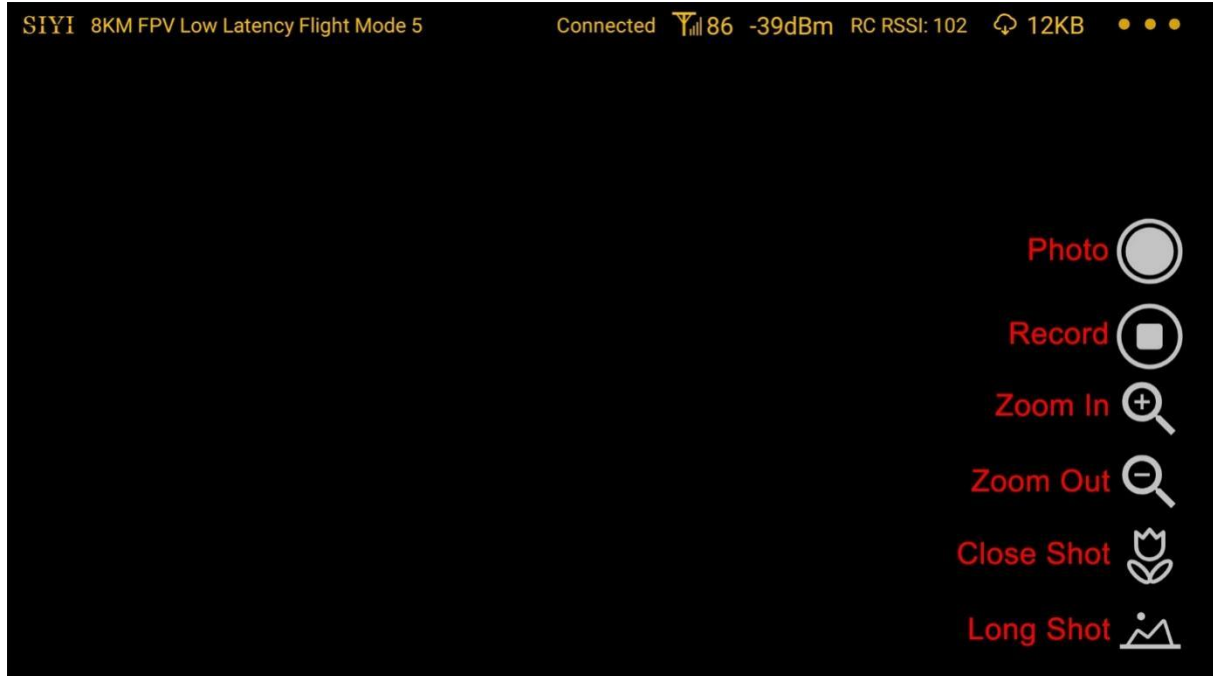 SIYI 8KM FPV Low Latency Flight Mode 5 Connected 86 -39dBm RC RSSI: 102 12KB
Photo
Record
Zoom In
Zoom Out
Close Shot
Long Shot